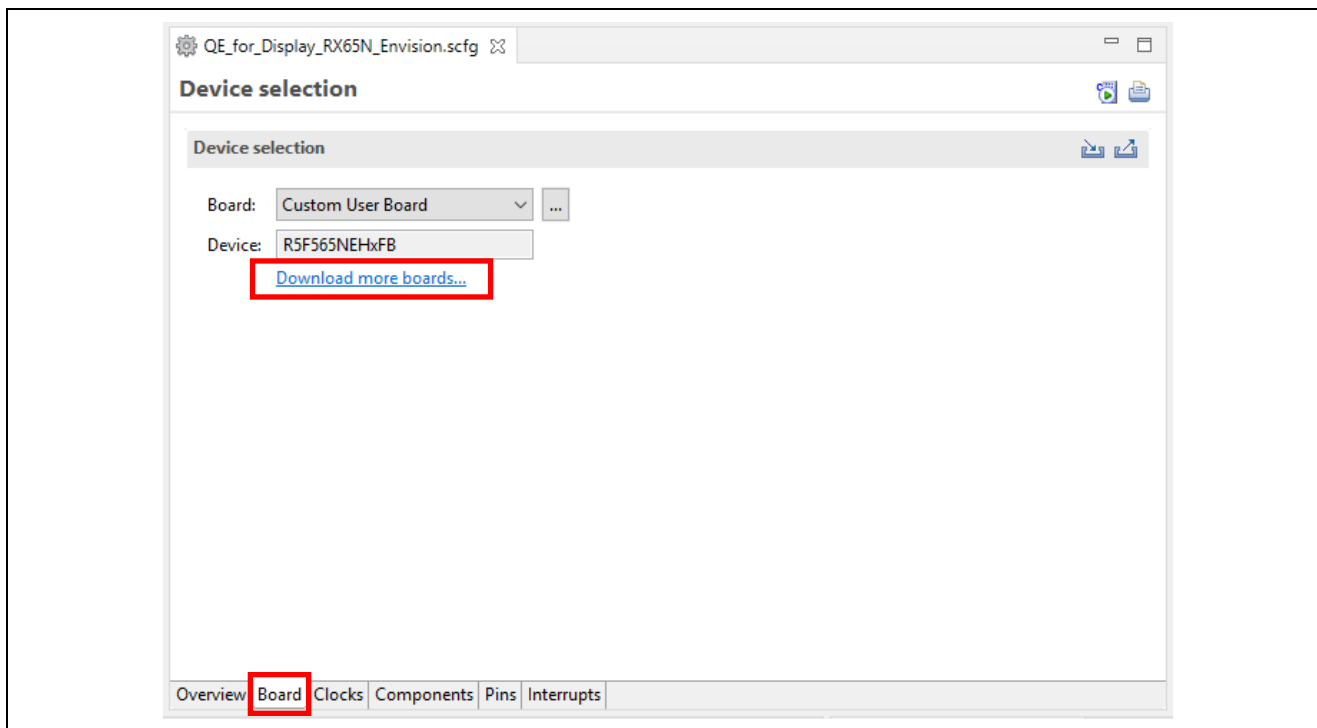 QE_for_Display_RX65N_Envision.scfg
Device selection
Device selection
Board: Custom User Board ...
Device: R5F565NEHxFB
Download more boards...
Overview Board Clocks Components Pins Interrupts